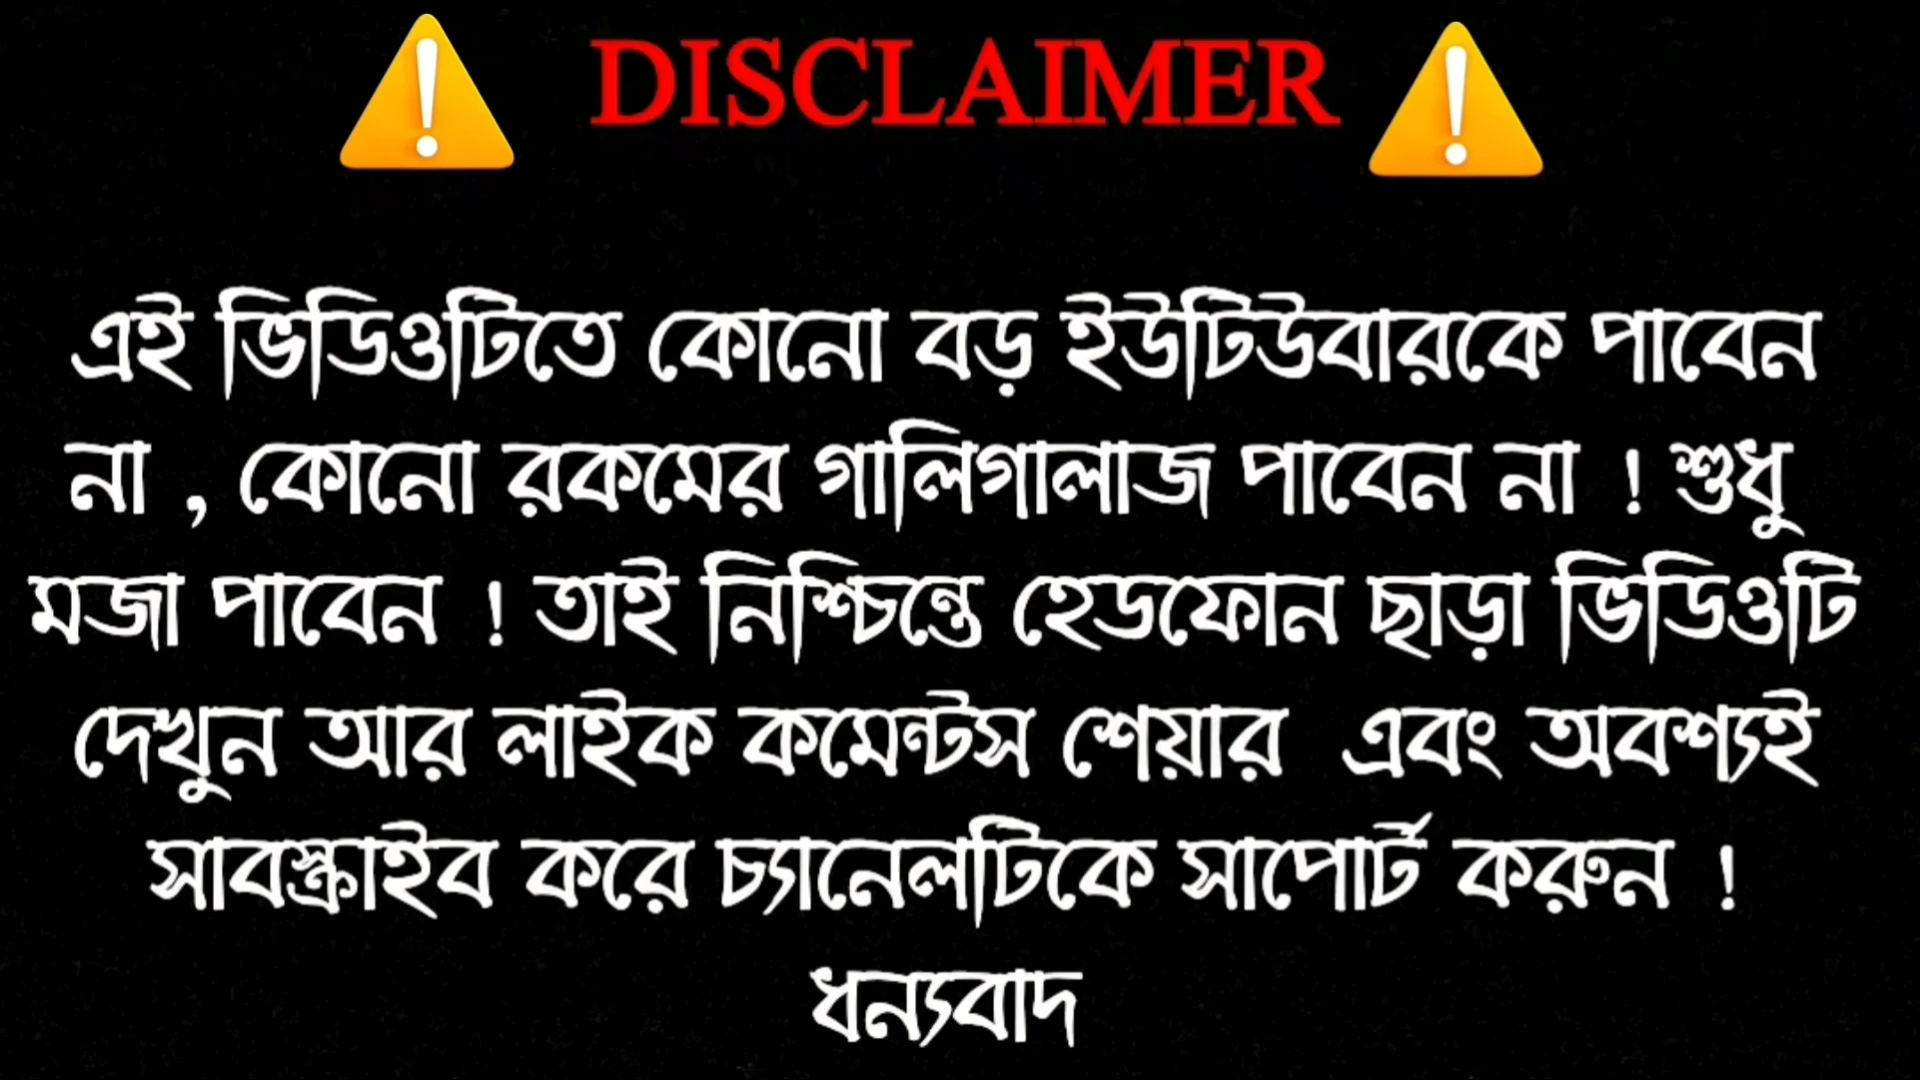 ⚠️ DISCLAIMER ⚠️
এই ভিডিওটিতে কোনো বড় ইউটিউবারকে পাবেন
না , কোনো রকমের গালিগালাজ পাবেন না ! শুধু
মজা পাবেন ! তাই নিশ্চিন্তে হেডফোন ছাড়া ভিডিওটি
দেখুন আর লাইক কমেন্টস শেয়ার এবং অবশ্যই
সাবস্ক্রাইব করে চ্যানেলটিকে সাপোর্ট করুন !
ধন্যবাদ